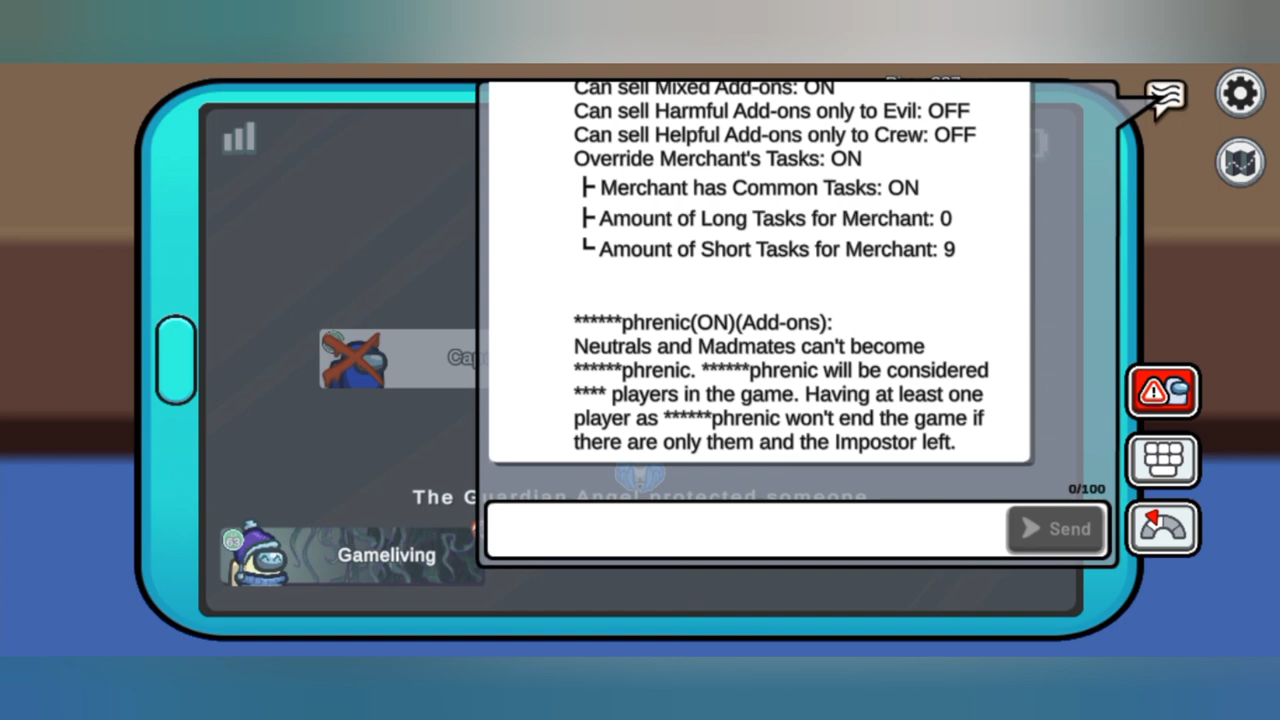 Can sell Mixed Add-ons: ON
Can sell Harmful Add-ons only to Evil: OFF
Can sell Helpful Add-ons only to Crew: OFF
Override Merchant's Tasks: ON
┣ Merchant has Common Tasks: ON
┣ Amount of Long Tasks for Merchant: 0
┗ Amount of Short Tasks for Merchant: 9
******phrenic(ON)(Add-ons):
Neutrals and Madmates can't become
******phrenic. ******phrenic will be considered
**** players in the game. Having at least one
player as ******phrenic won't end the game if
there are only them and the Impostor left.
The Guardian Angel protected someone
0/100
Send
63
Gameliving